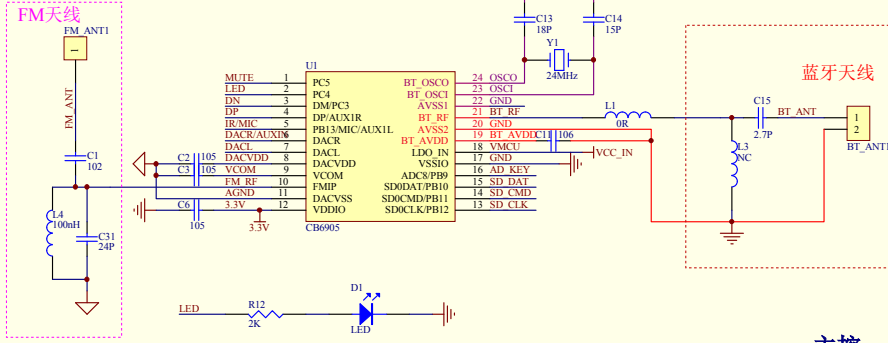 FM天线
FM_ANT1
1
FM_ANT
C1
102
L4
100nH
C31
24P
C13
18P
C14
15P
Y1
24MHz
U1
MUTE 1 PC5 BT_OSCO 24 OSCO
LED 2 PC4 BT_OSCI 23 OSCI
DN 3 DM/PC3 AVSS1 22 GND
DP 4 DP/AUX1R BT_RF 21 BT_RF
IR/MIC 5 PB13/MIC/AUX1L AVSS2 20 GND
6 DACR BT_AVDD 19 BT_AVDD
DACL 7 DACL LDO_IN 18 VMCU
DACVDD 8 DACVDD VSSIO 17 GND
VCOM 9 VCOM ADC8/PB9 16 AD_KEY
FM_RF 10 FMIP SD0DAT/PB10 15 SD_DAT
AGND 11 DACVSS SD0CMD/PB11 14 SD_CMD
3.3V 12 VDDIO SD0CLK/PB12 13 SD_CLK
CB6905
C2 105
C3 105
C6
105
3.3V
C11 106
VCC_IN
L1
0R
蓝牙天线
C15
2.7P
BT_ANT
1
2
BT_ANT1
L3
NC
LED
R12
2K
D1
LED